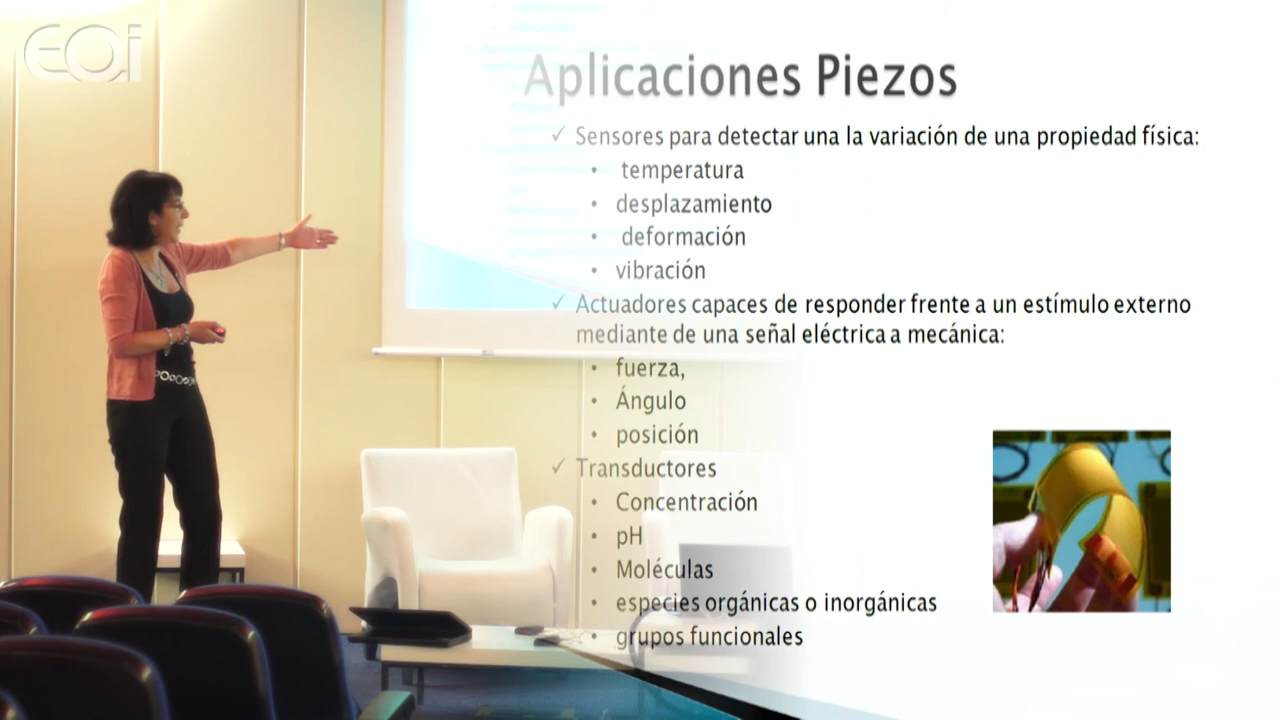 eoi
Aplicaciones Piezos
✓ Sensores para detectar una la variación de una propiedad física:
• temperatura
• desplazamiento
• deformación
• vibración
✓ Actuadores capaces de responder frente a un estímulo externo
mediante de una señal eléctrica a mecánica:
• fuerza,
• Ángulo
• posición
✓ Transductores
• Concentración
• pH
• Moléculas
• especies orgánicas o inorgánicas
• grupos funcionales